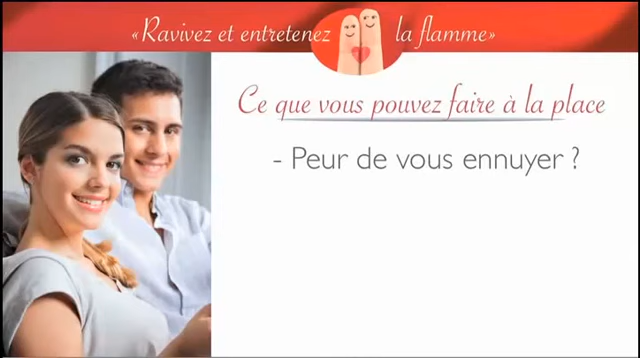 «Ravivez et entretenez la flamme»
Ce que vous pouvez faire à la place
- Peur de vous ennuyer ?